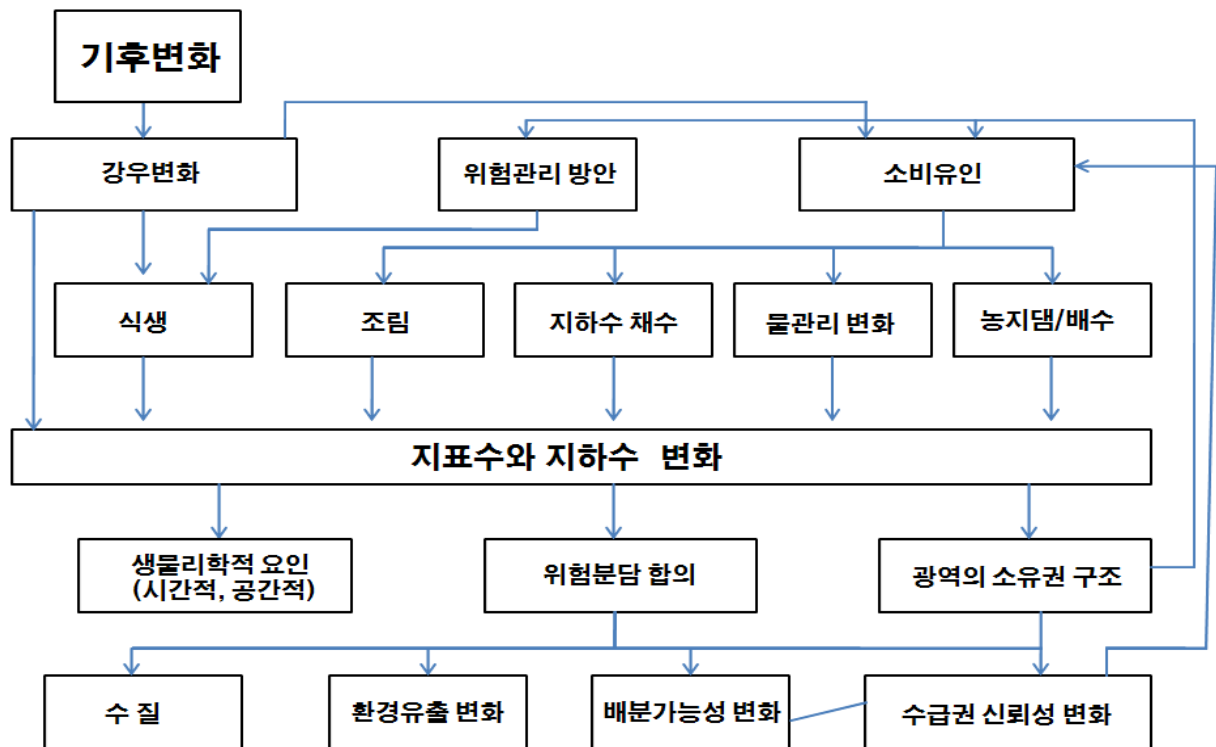 기후변화
강우변화
위험관리 방안
소비유인
식생
조림
지하수 채수
물관리 변화
농지댐/배수
지표수와 지하수 변화
생물리학적 요인
(시간적, 공간적)
위험분담 합의
광역의 소유권 구조
수 질
환경유출 변화
배분가능성 변화
수급권 신뢰성 변화